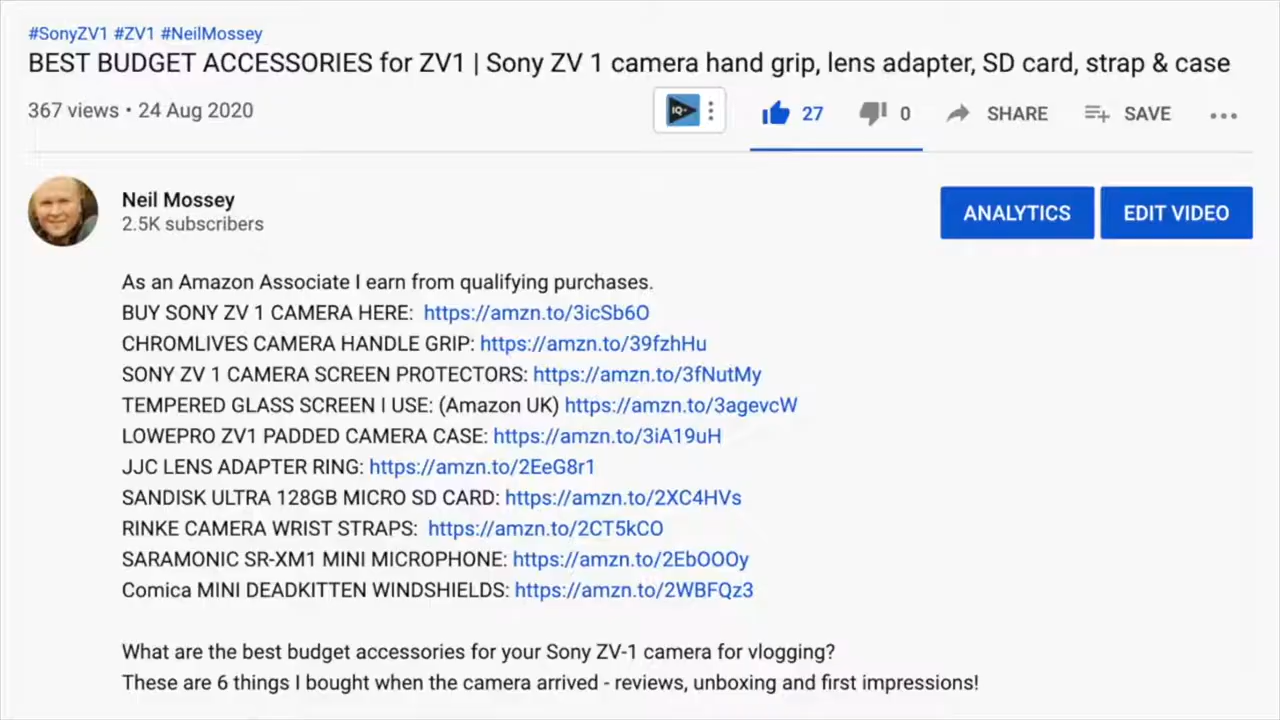 #SonyZV1 #ZV1 #NeilMossey
BEST BUDGET ACCESSORIES for ZV1 | Sony ZV 1 camera hand grip, lens adapter, SD card, strap & case
367 views • 24 Aug 2020
IQ+
27
0
SHARE
SAVE
Neil Mossey
2.5K subscribers
ANALYTICS
EDIT VIDEO
As an Amazon Associate I earn from qualifying purchases.
BUY SONY ZV 1 CAMERA HERE: https://amzn.to/3icSb6O
CHROMLIVES CAMERA HANDLE GRIP: https://amzn.to/39fzhHu
SONY ZV 1 CAMERA SCREEN PROTECTORS: https://amzn.to/3fNutMy
TEMPERED GLASS SCREEN I USE: (Amazon UK) https://amzn.to/3agevcW
LOWEPRO ZV1 PADDED CAMERA CASE: https://amzn.to/3iA19uH
JJC LENS ADAPTER RING: https://amzn.to/2EeG8r1
SANDISK ULTRA 128GB MICRO SD CARD: https://amzn.to/2XC4HVs
RINKE CAMERA WRIST STRAPS: https://amzn.to/2CT5kCO
SARAMONIC SR-XM1 MINI MICROPHONE: https://amzn.to/2EbOOOy
Comica MINI DEADKITTEN WINDSHIELDS: https://amzn.to/2WBFQz3
What are the best budget accessories for your Sony ZV-1 camera for vlogging?
These are 6 things I bought when the camera arrived - reviews, unboxing and first impressions!